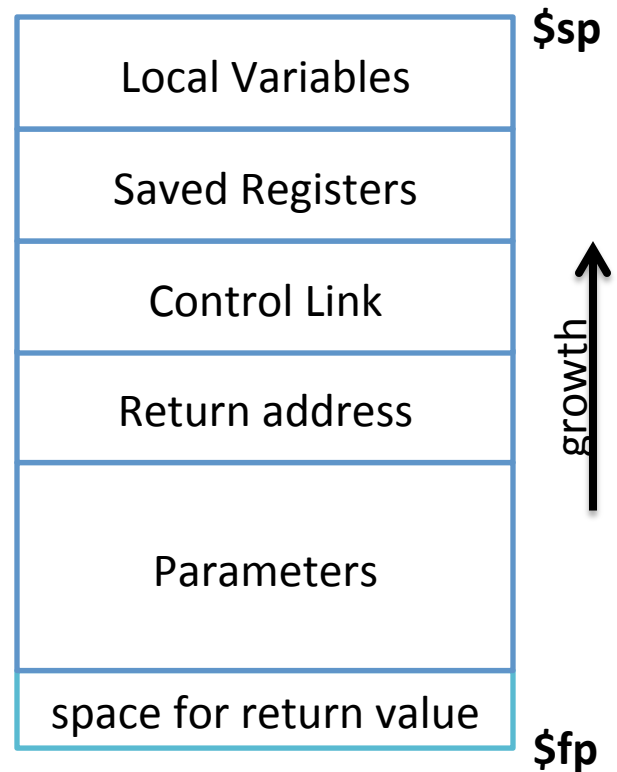 $sp
Local Variables
Saved Registers
Control Link
growth
Return address
Parameters
space for return value
$fp